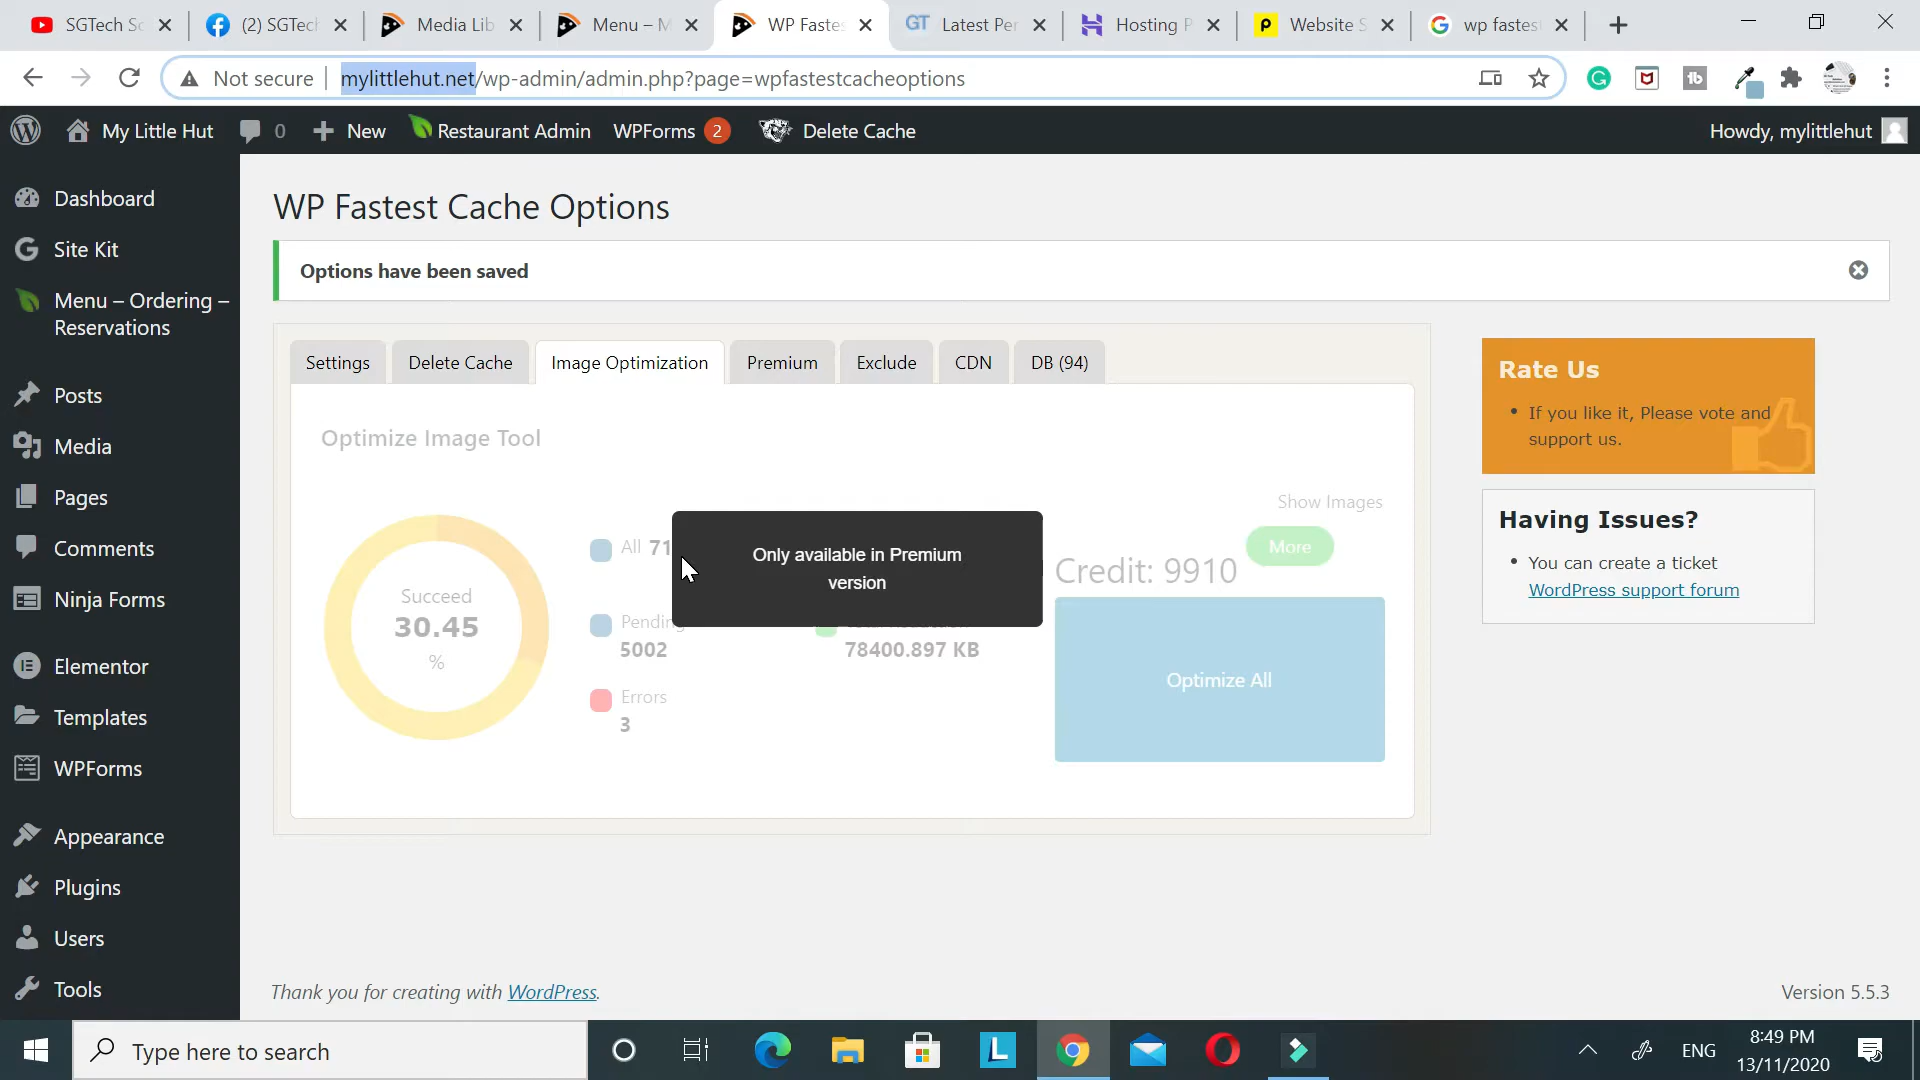 SGTech Sc
(2) SGTech
Media Lib
Menu – M
WP Fastes
GT Latest Per
Hosting P
Website S
wp fastes
Not secure | mylittlehut.net/wp-admin/admin.php?page=wpfastestcacheoptions
My Little Hut 0 New Restaurant Admin WPForms 2 Delete Cache Howdy, mylittlehut
Dashboard
Site Kit
Menu – Ordering –
Reservations
Posts
Media
Pages
Comments
Ninja Forms
Elementor
Templates
WPForms
Appearance
Plugins
Users
Tools
WP Fastest Cache Options
Options have been saved
Settings Delete Cache Image Optimization Premium Exclude CDN DB (94)
Optimize Image Tool
Succeed
30.45
%
All 71
Pending
5002
Errors
3
78400.897 KB
Only available in Premium
version
Show Images
More
Credit: 9910
Optimize All
Rate Us
If you like it, Please vote and
support us.
Having Issues?
You can create a ticket
WordPress support forum
Thank you for creating with WordPress.
Version 5.5.3
Type here to search
L
ENG
8:49 PM
13/11/2020